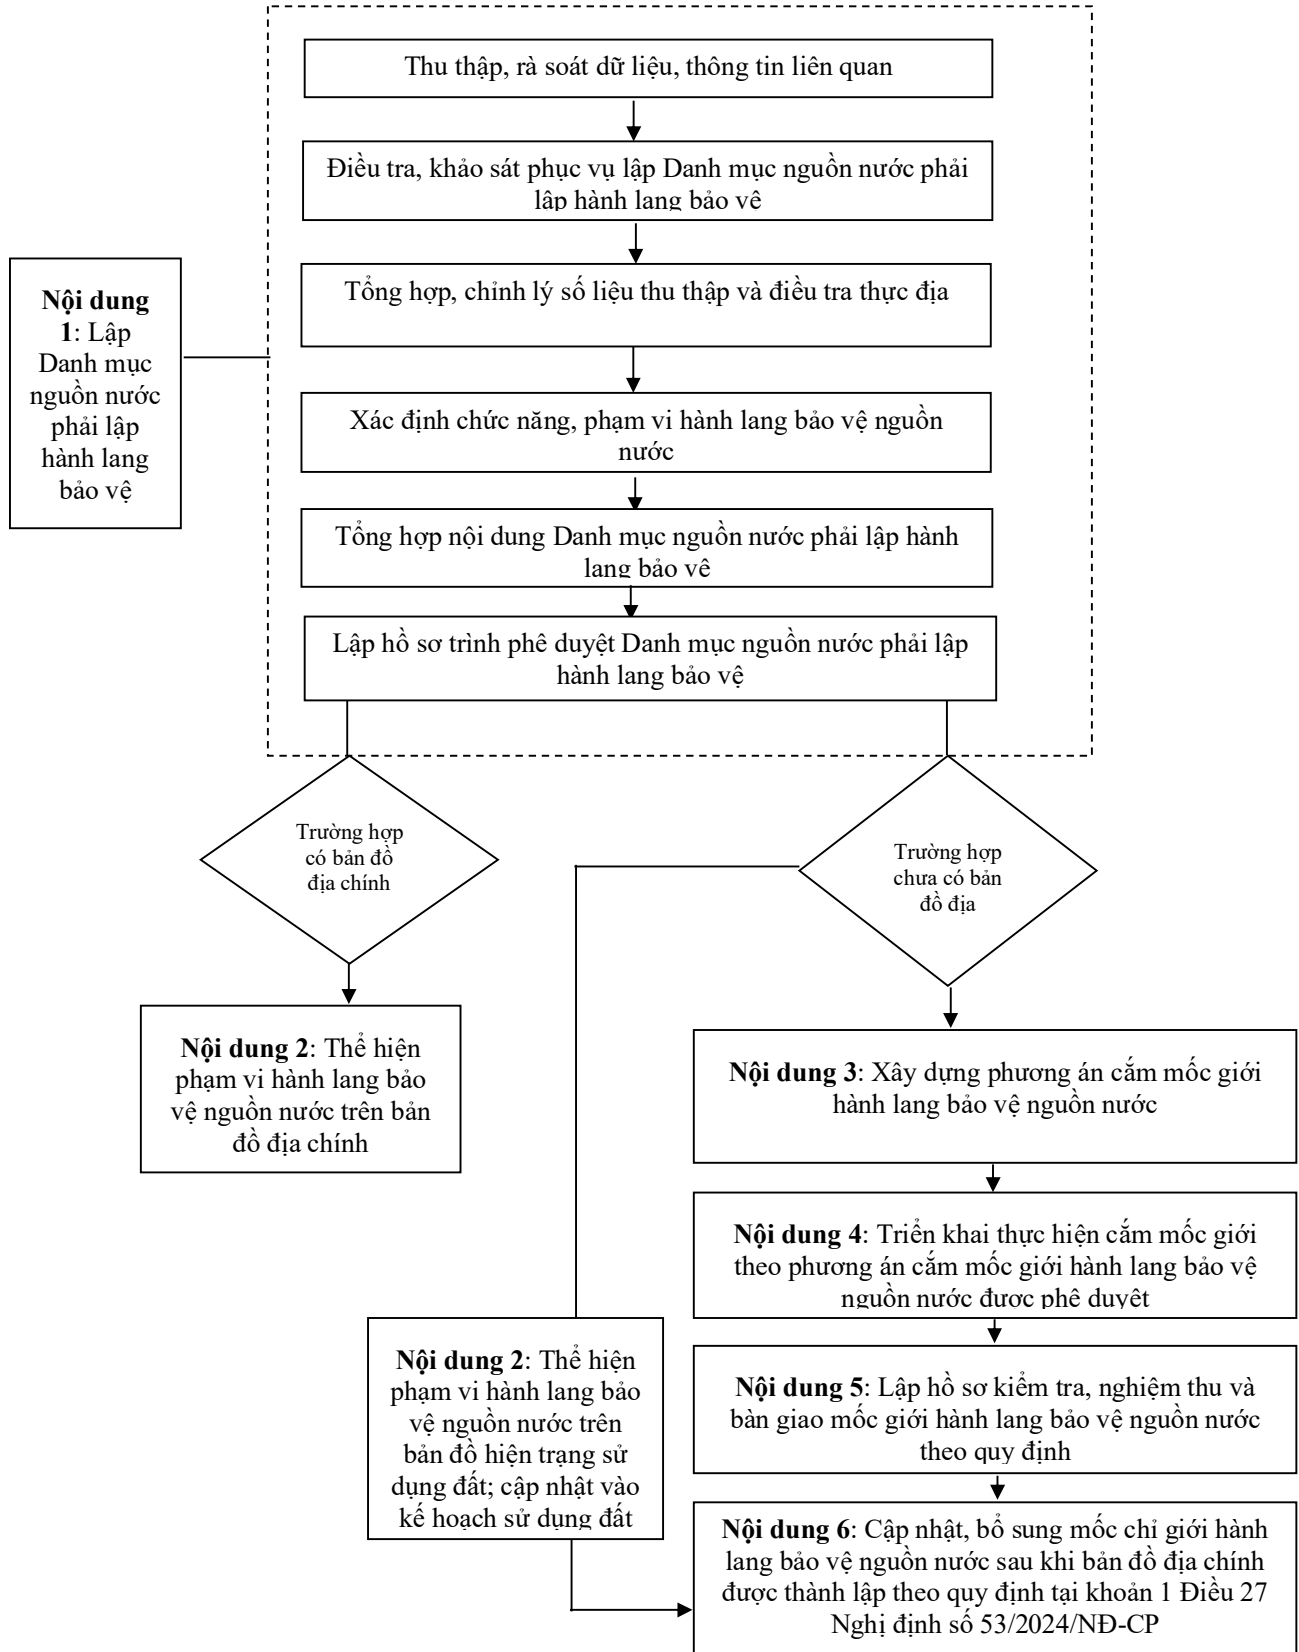 Thu thập, rà soát dữ liệu, thông tin liên quan
Điều tra, khảo sát phục vụ lập Danh mục nguồn nước phải
lập hành lang bảo vệ
Tổng hợp, chỉnh lý số liệu thu thập và điều tra thực địa
Nội dung
1: Lập
Danh mục
nguồn nước
phải lập
hành lang
bảo vệ
Xác định chức năng, phạm vi hành lang bảo vệ nguồn
nước
Tổng hợp nội dung Danh mục nguồn nước phải lập hành
lang bảo vệ
Lập hồ sơ trình phê duyệt Danh mục nguồn nước phải lập
hành lang bảo vệ
Trường hợp
có bản đồ
địa chính
Trường hợp
chưa có bản
đồ địa
Nội dung 2: Thể hiện
phạm vi hành lang bảo
vệ nguồn nước trên bản
đồ địa chính
Nội dung 3: Xây dựng phương án cắm mốc giới
hành lang bảo vệ nguồn nước
Nội dung 4: Triển khai thực hiện cắm mốc giới
theo phương án cắm mốc giới hành lang bảo vệ
nguồn nước được phê duyệt
Nội dung 2: Thể hiện
phạm vi hành lang bảo
vệ nguồn nước trên
bản đồ hiện trạng sử
dụng đất; cập nhật vào
kế hoạch sử dụng đất
Nội dung 5: Lập hồ sơ kiểm tra, nghiệm thu và
bàn giao mốc giới hành lang bảo vệ nguồn nước
theo quy định
Nội dung 6: Cập nhật, bổ sung mốc chỉ giới hành
lang bảo vệ nguồn nước sau khi bản đồ địa chính
được thành lập theo quy định tại khoản 1 Điều 27
Nghị định số 53/2024/NĐ-CP